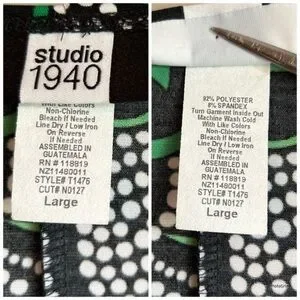 studio
1940
With Like Colors
Non-Chlorine
Bleach If Needed
Line Dry / Low Iron
On Reverse
If Needed
ASSEMBLED IN
GUATEMALA
RN # 118819
NZ11480011
STYLE# T1476
CUT# N0127
Large
92% POLYESTER
8% SPANDEX
Turn Garment Inside Out
Machine Wash Cold
With Like Colors
Non-Chlorine
Bleach If Needed
Line Dry / Low Iron
On Reverse
If Needed
ASSEMBLED IN
GUATEMALA
RN # 118819
NZ11480011
STYLE# T1476
CUT# N0127
Large
PhotoGrid